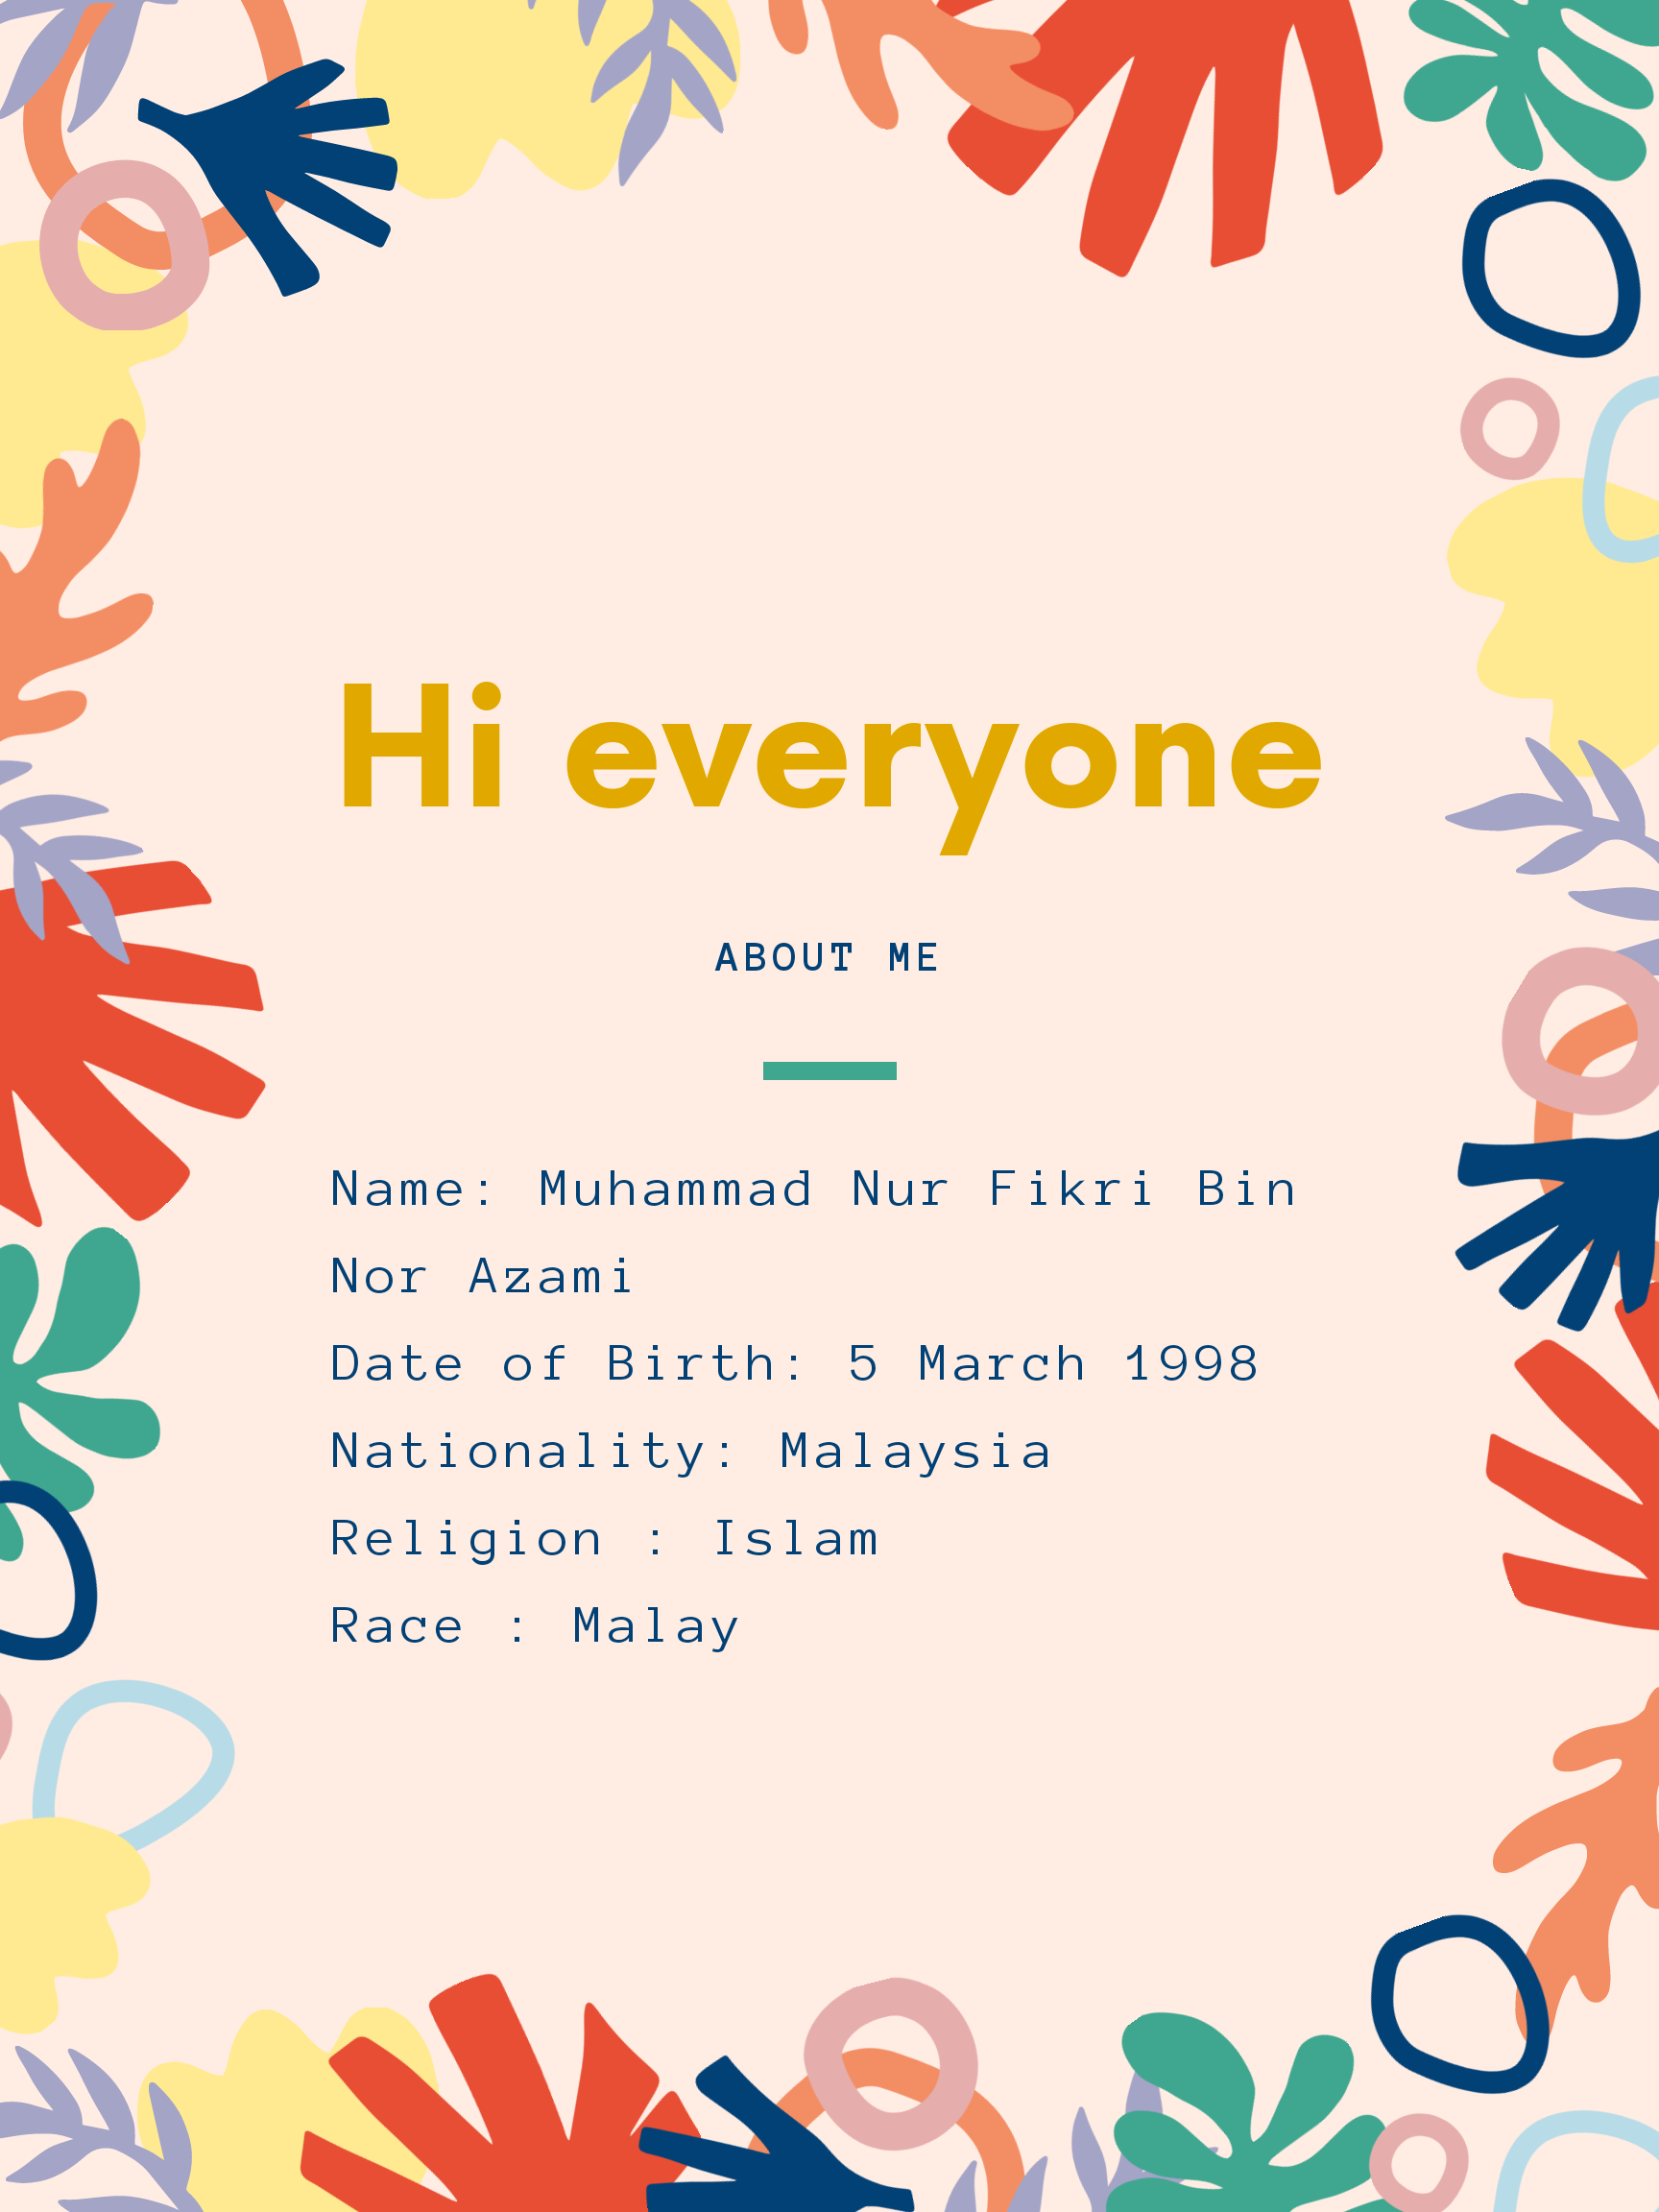 Hi everyone
ABOUT ME
Name: Muhammad Nur Fikri Bin
Nor Azami
Date of Birth: 5 March 1998
Nationality: Malaysia
Religion : Islam
Race : Malay